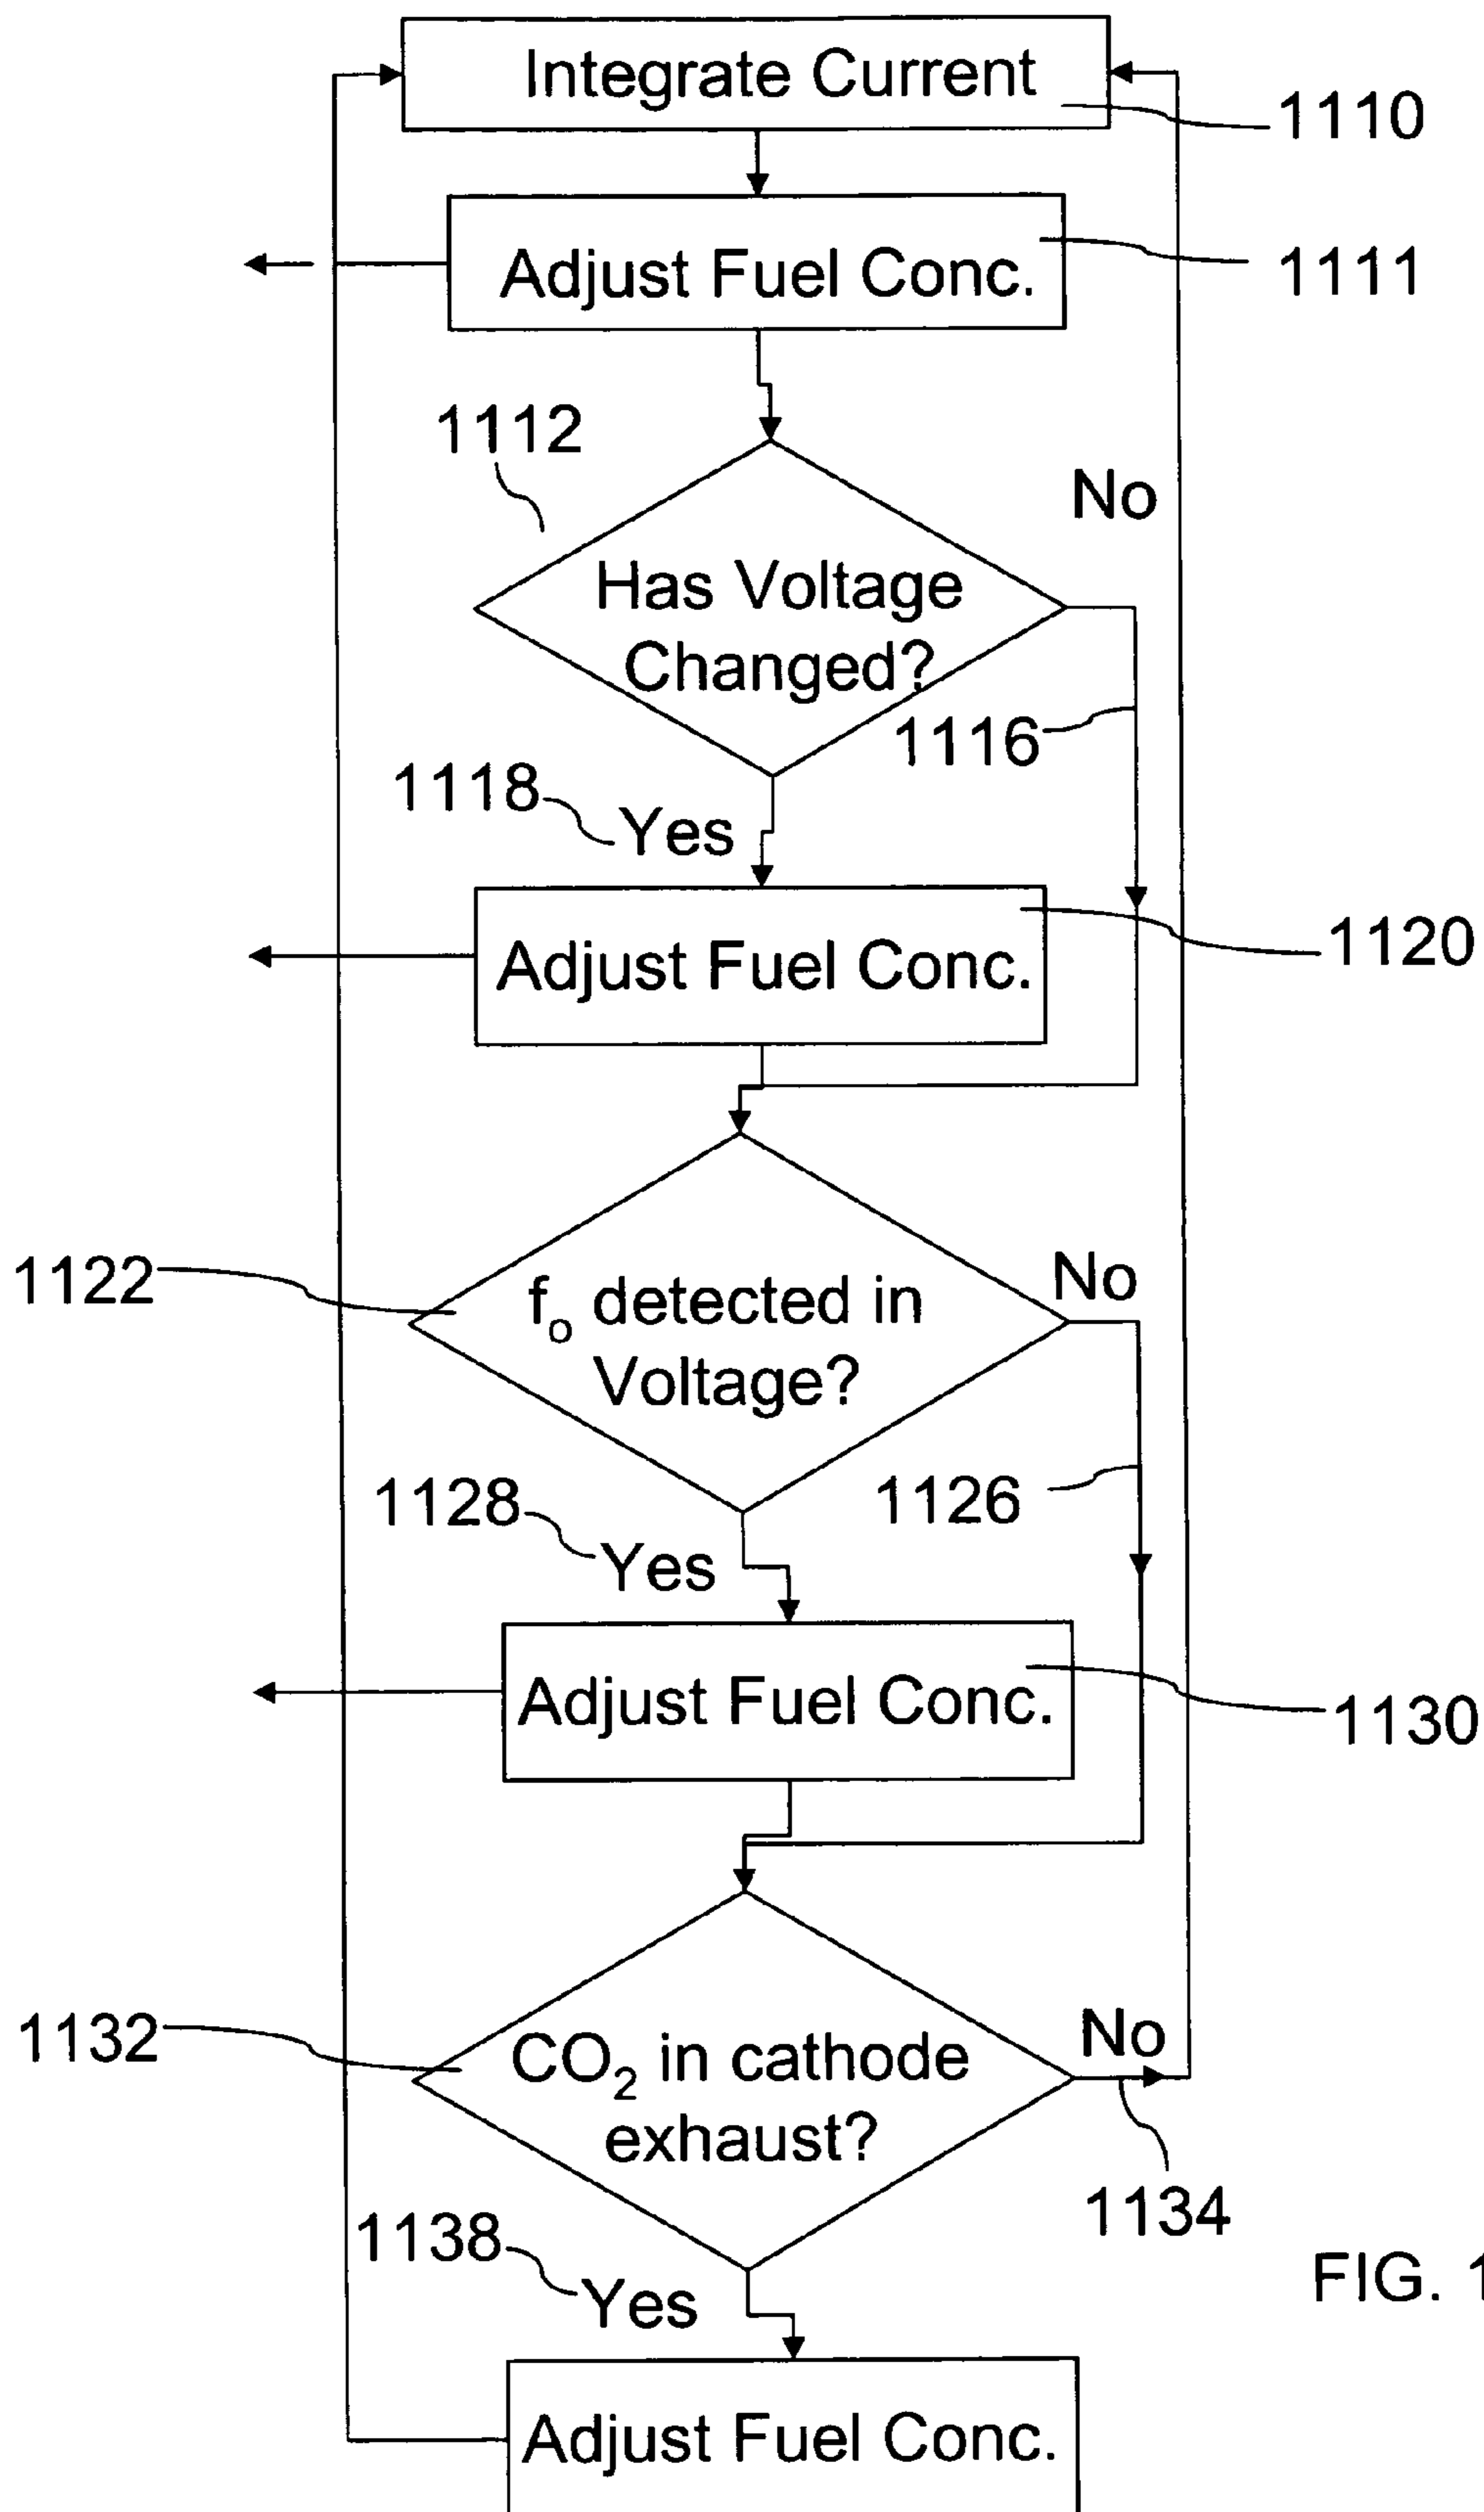 Integrate Current
1110
Adjust Fuel Conc.
1111
1112
No
Has Voltage
Changed?
1116
1118
Yes
Adjust Fuel Conc.
1120
1122
No
fo detected in
Voltage?
1128
1126
Yes
Adjust Fuel Conc.
1130
1132
No
CO2 in cathode
exhaust?
1134
1138
Yes
FIG.
Adjust Fuel Conc.